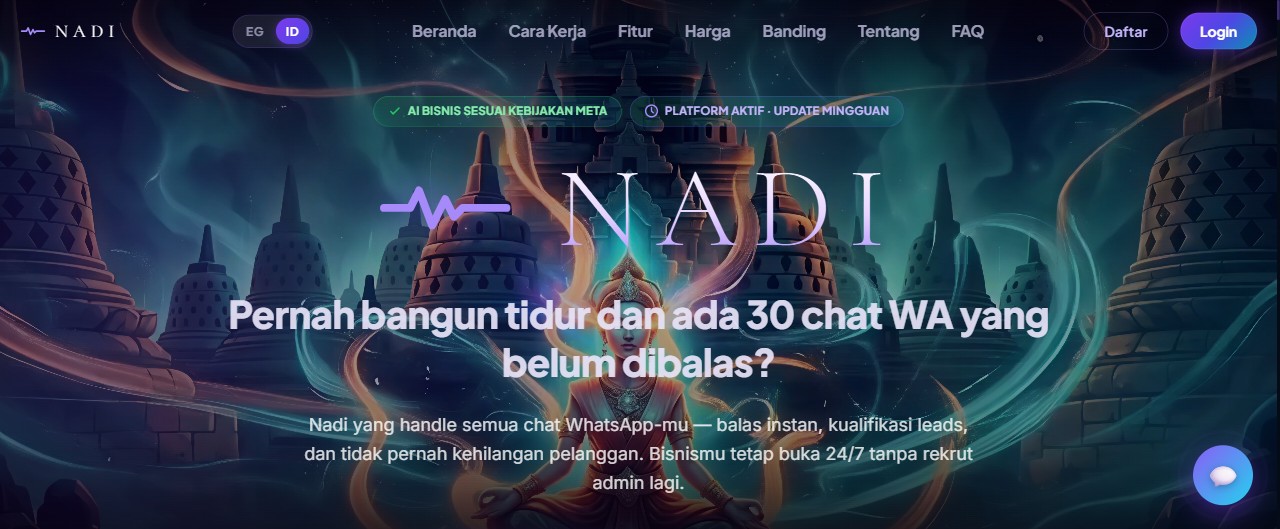 NADI
EG ID
Beranda Cara Kerja Fitur Harga Banding Tentang FAQ
Daftar Login
AI BISNIS SESUAI KEBIJAKAN META
PLATFORM AKTIF · UPDATE MINGGUAN
NADI
Pernah bangun tidur dan ada 30 chat WA yang
belum dibalas?
Nadi yang handle semua chat WhatsApp-mu — balas instan, kualifikasi leads,
dan tidak pernah kehilangan pelanggan. Bisnismu tetap buka 24/7 tanpa rekrut
admin lagi.